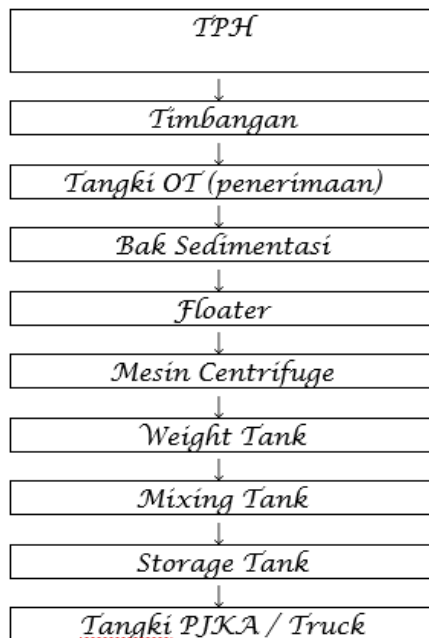 TPH
Timbangan
Tangki OT (penerimaan)
Bak Sedimentasi
Floater
Mesin Centrifuge
Weight Tank
Mixing Tank
Storage Tank
Tangki PJKA / Truck